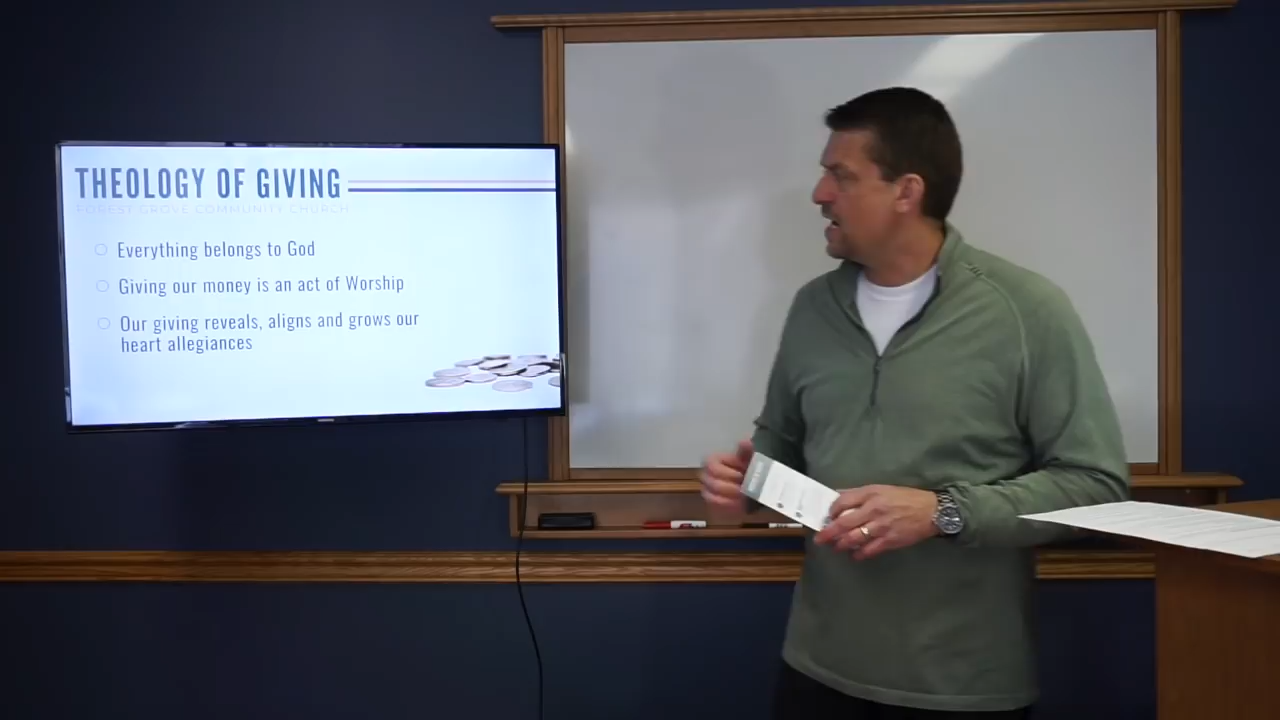 THEOLOGY OF GIVING
FOREST GROVE COMMUNITY CHURCH
Everything belongs to God
Giving our money is an act of Worship
Our giving reveals, aligns and grows our
heart allegiances